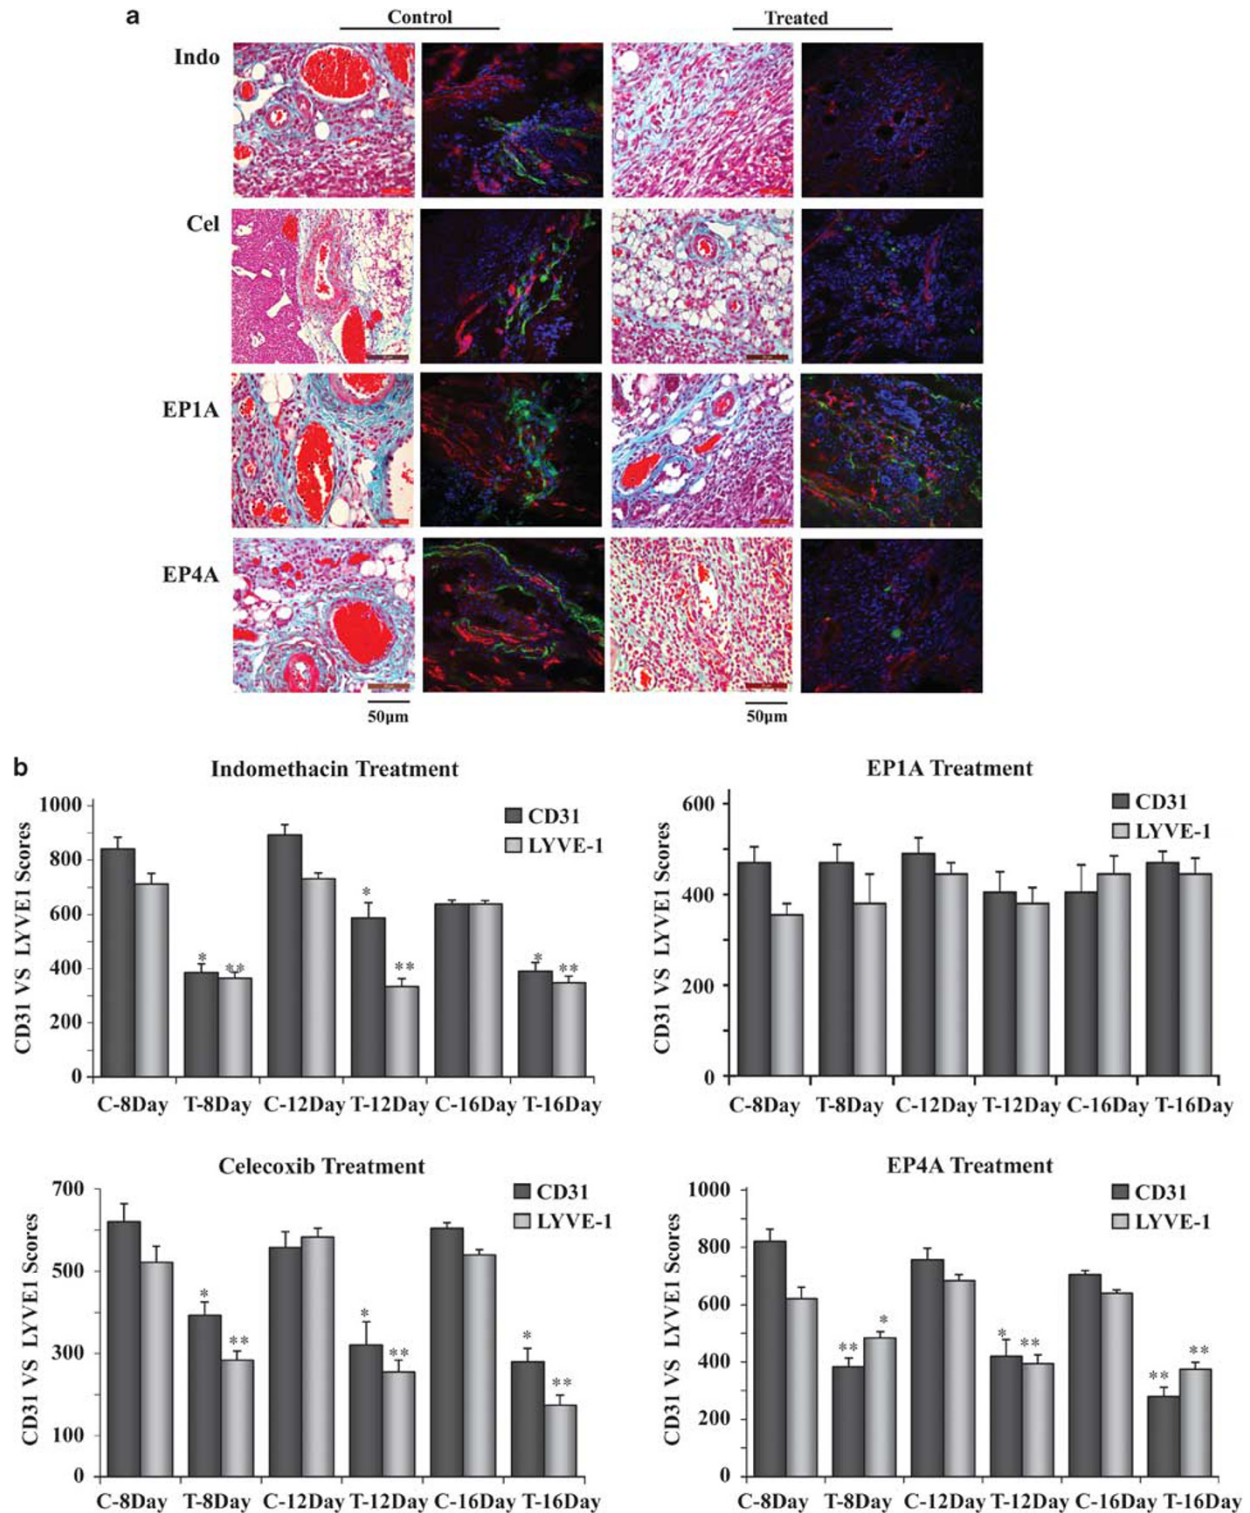 a
Control
Treated
Indo
Cel
EP1A
EP4A
50µm
50µm
b
Indomethacin Treatment
CD31 VS LYVE1 Scores
1000
800
600
400
200
0
CD31
LYVE-1
*
**
*
**
*
**
C-8Day T-8Day C-12Day T-12Day C-16Day T-16Day
EP1A Treatment
CD31 VS LYVE1 Scores
600
400
200
0
CD31
LYVE-1
C-8Day T-8Day C-12Day T-12Day C-16Day T-16Day
Celecoxib Treatment
CD31 VS LYVE1 Scores
700
500
300
100
0
CD31
LYVE-1
*
**
*
**
*
**
C-8Day T-8Day C-12Day T-12Day C-16Day T-16Day
EP4A Treatment
CD31 VS LYVE1 Scores
1000
800
600
400
200
0
CD31
LYVE-1
**
*
*
**
**
**
C-8Day T-8Day C-12Day T-12Day C-16Day T-16Day